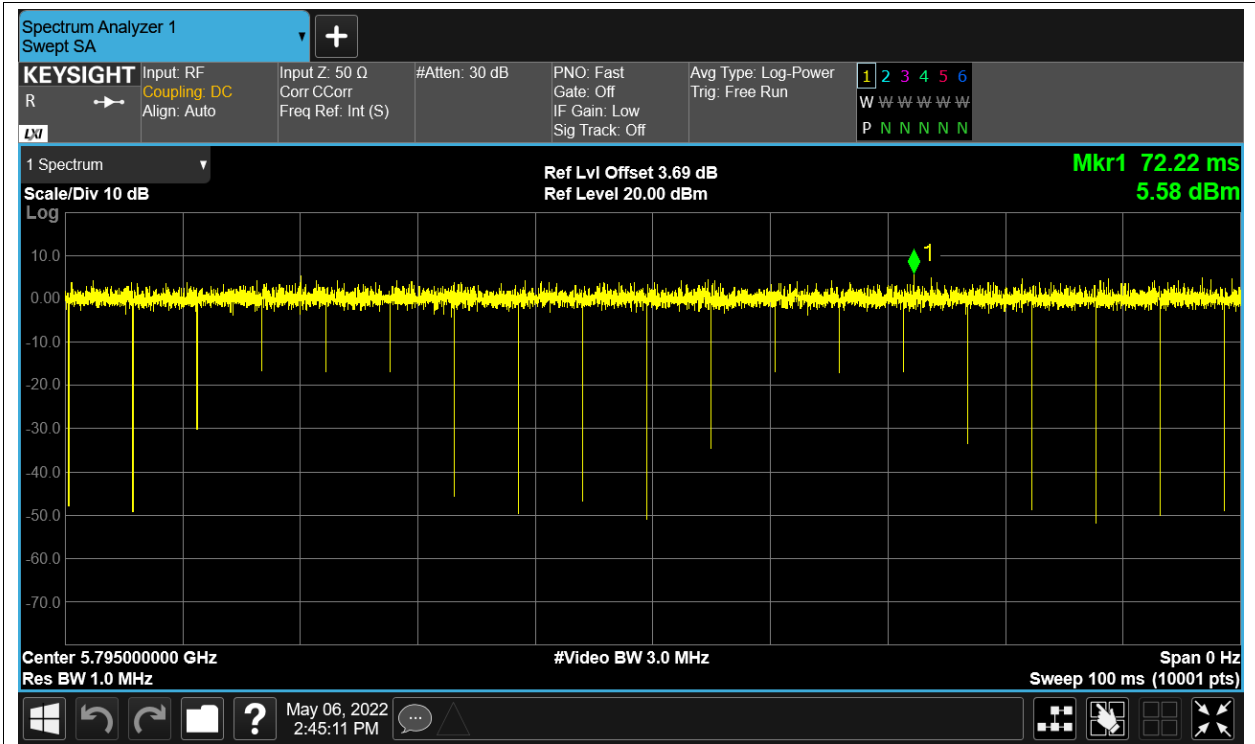 Spectrum Analyzer 1
Swept SA
KEYSIGHT
R
LXI
Input: RF
Coupling: DC
Align: Auto
Input Z: 50 Ω
Corr CCorr
Freq Ref: Int (S)
#Atten: 30 dB
PNO: Fast
Gate: Off
IF Gain: Low
Sig Track: Off
Avg Type: Log-Power
Trig: Free Run
1 2 3 4 5 6
W W W W W W
P N N N N N
1 Spectrum
Scale/Div 10 dB
Ref Lvl Offset 3.69 dB
Ref Level 20.00 dBm
Mkr1 72.22 ms
5.58 dBm
Log
1
10.0
0.00
-10.0
-20.0
-30.0
-40.0
-50.0
-60.0
-70.0
Center 5.795000000 GHz
#Video BW 3.0 MHz
Span 0 Hz
Res BW 1.0 MHz
Sweep 100 ms (10001 pts)
?
May 06, 2022
2:45:11 PM